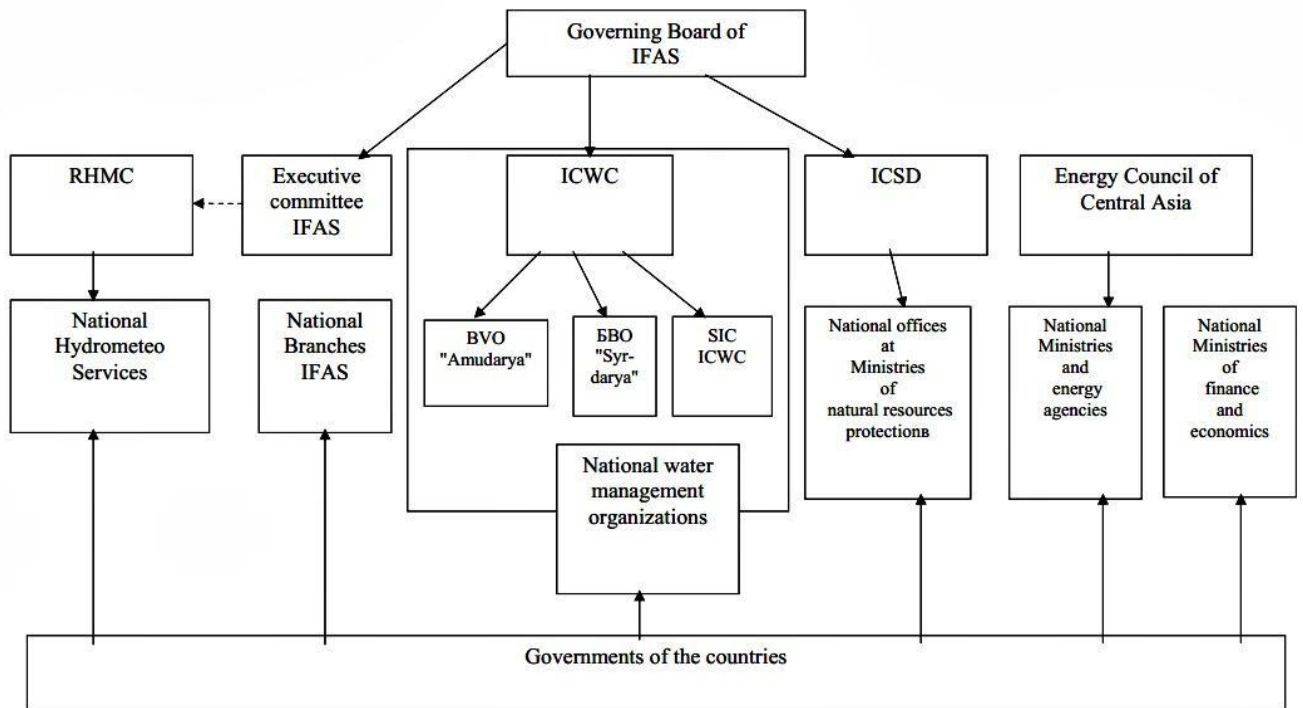 Governing Board of
IFAS
RHMC
Executive
committee
IFAS
ICWC
ICSD
Energy Council of
Central Asia
National
Hydrometeo
Services
National
Branches
IFAS
BVO
"Amudarya"
БВО
"Syr-
darya"
SIC
ICWC
National offices
at
Ministries
of
natural resources
protectionв
National
Ministries
and
energy
agencies
National
Ministries
of
finance
and
economics
National water
management
organizations
Governments of the countries